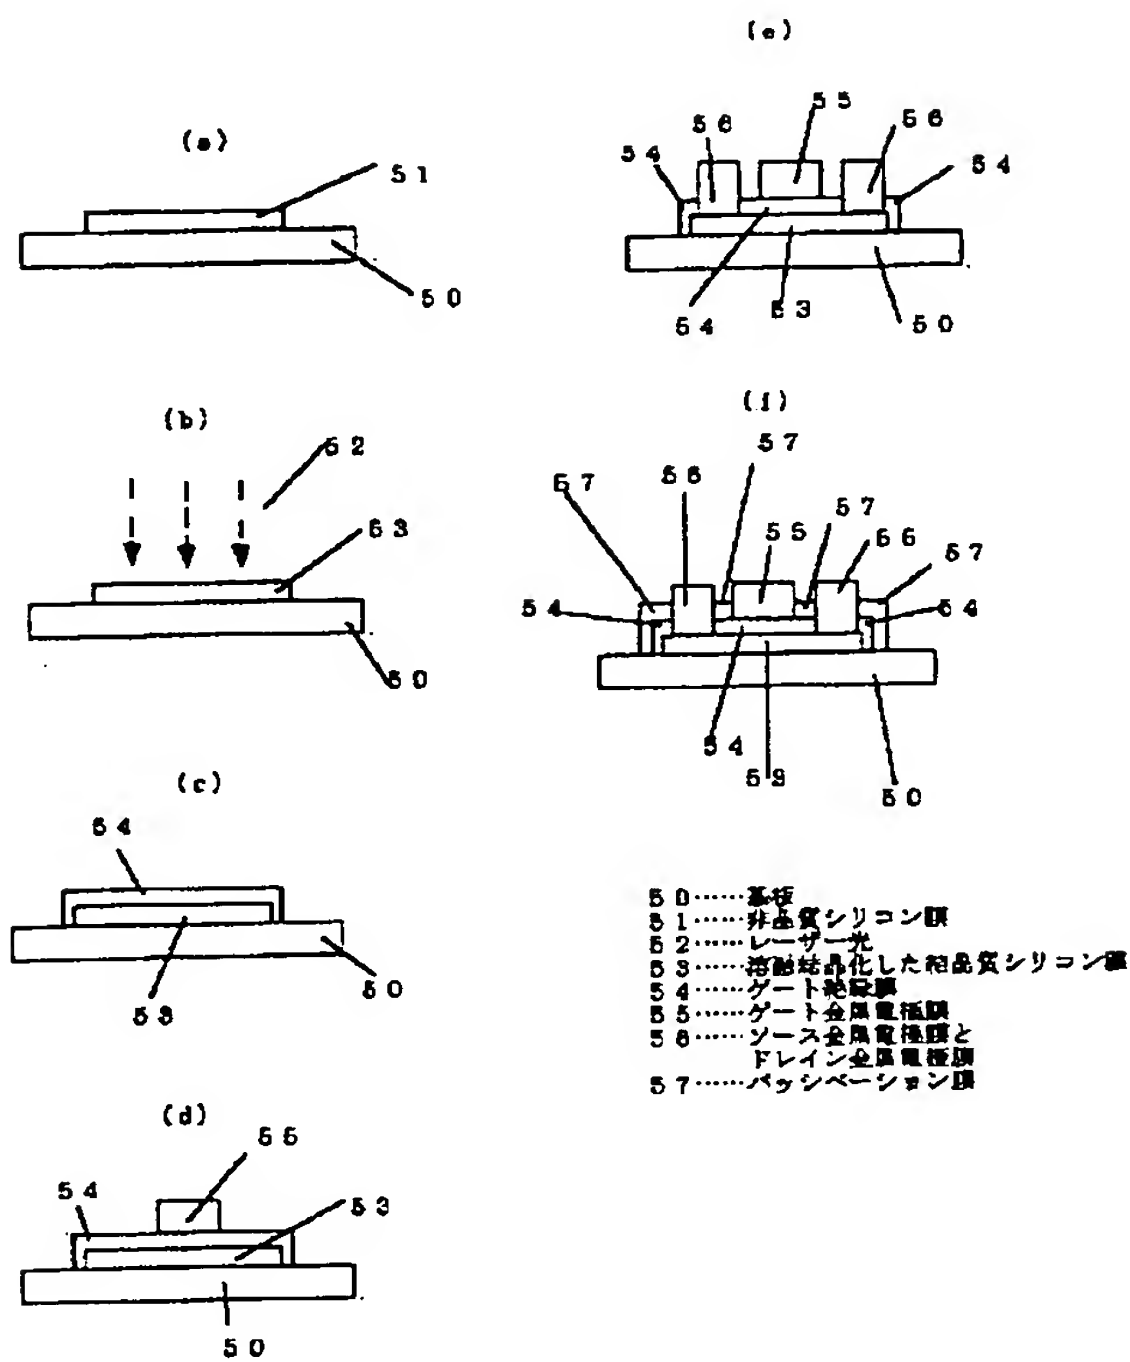 (a)
51
50
(b)
52
53
50
(c)
54
53
50
(d)
55
54
53
50
(e)
55
56
56
54
54
54
53
50
(f)
57
56
57
57
55
56
57
54
54
54
53
50
50……基板
51……非晶質シリコン膜
52……レーザー光
53……溶融結晶化した結晶質シリコン膜
54……ゲート絶縁膜
55……ゲート金属電極膜
56……ソース金属電極膜と
ドレイン金属電極膜
57……パッシベーション膜